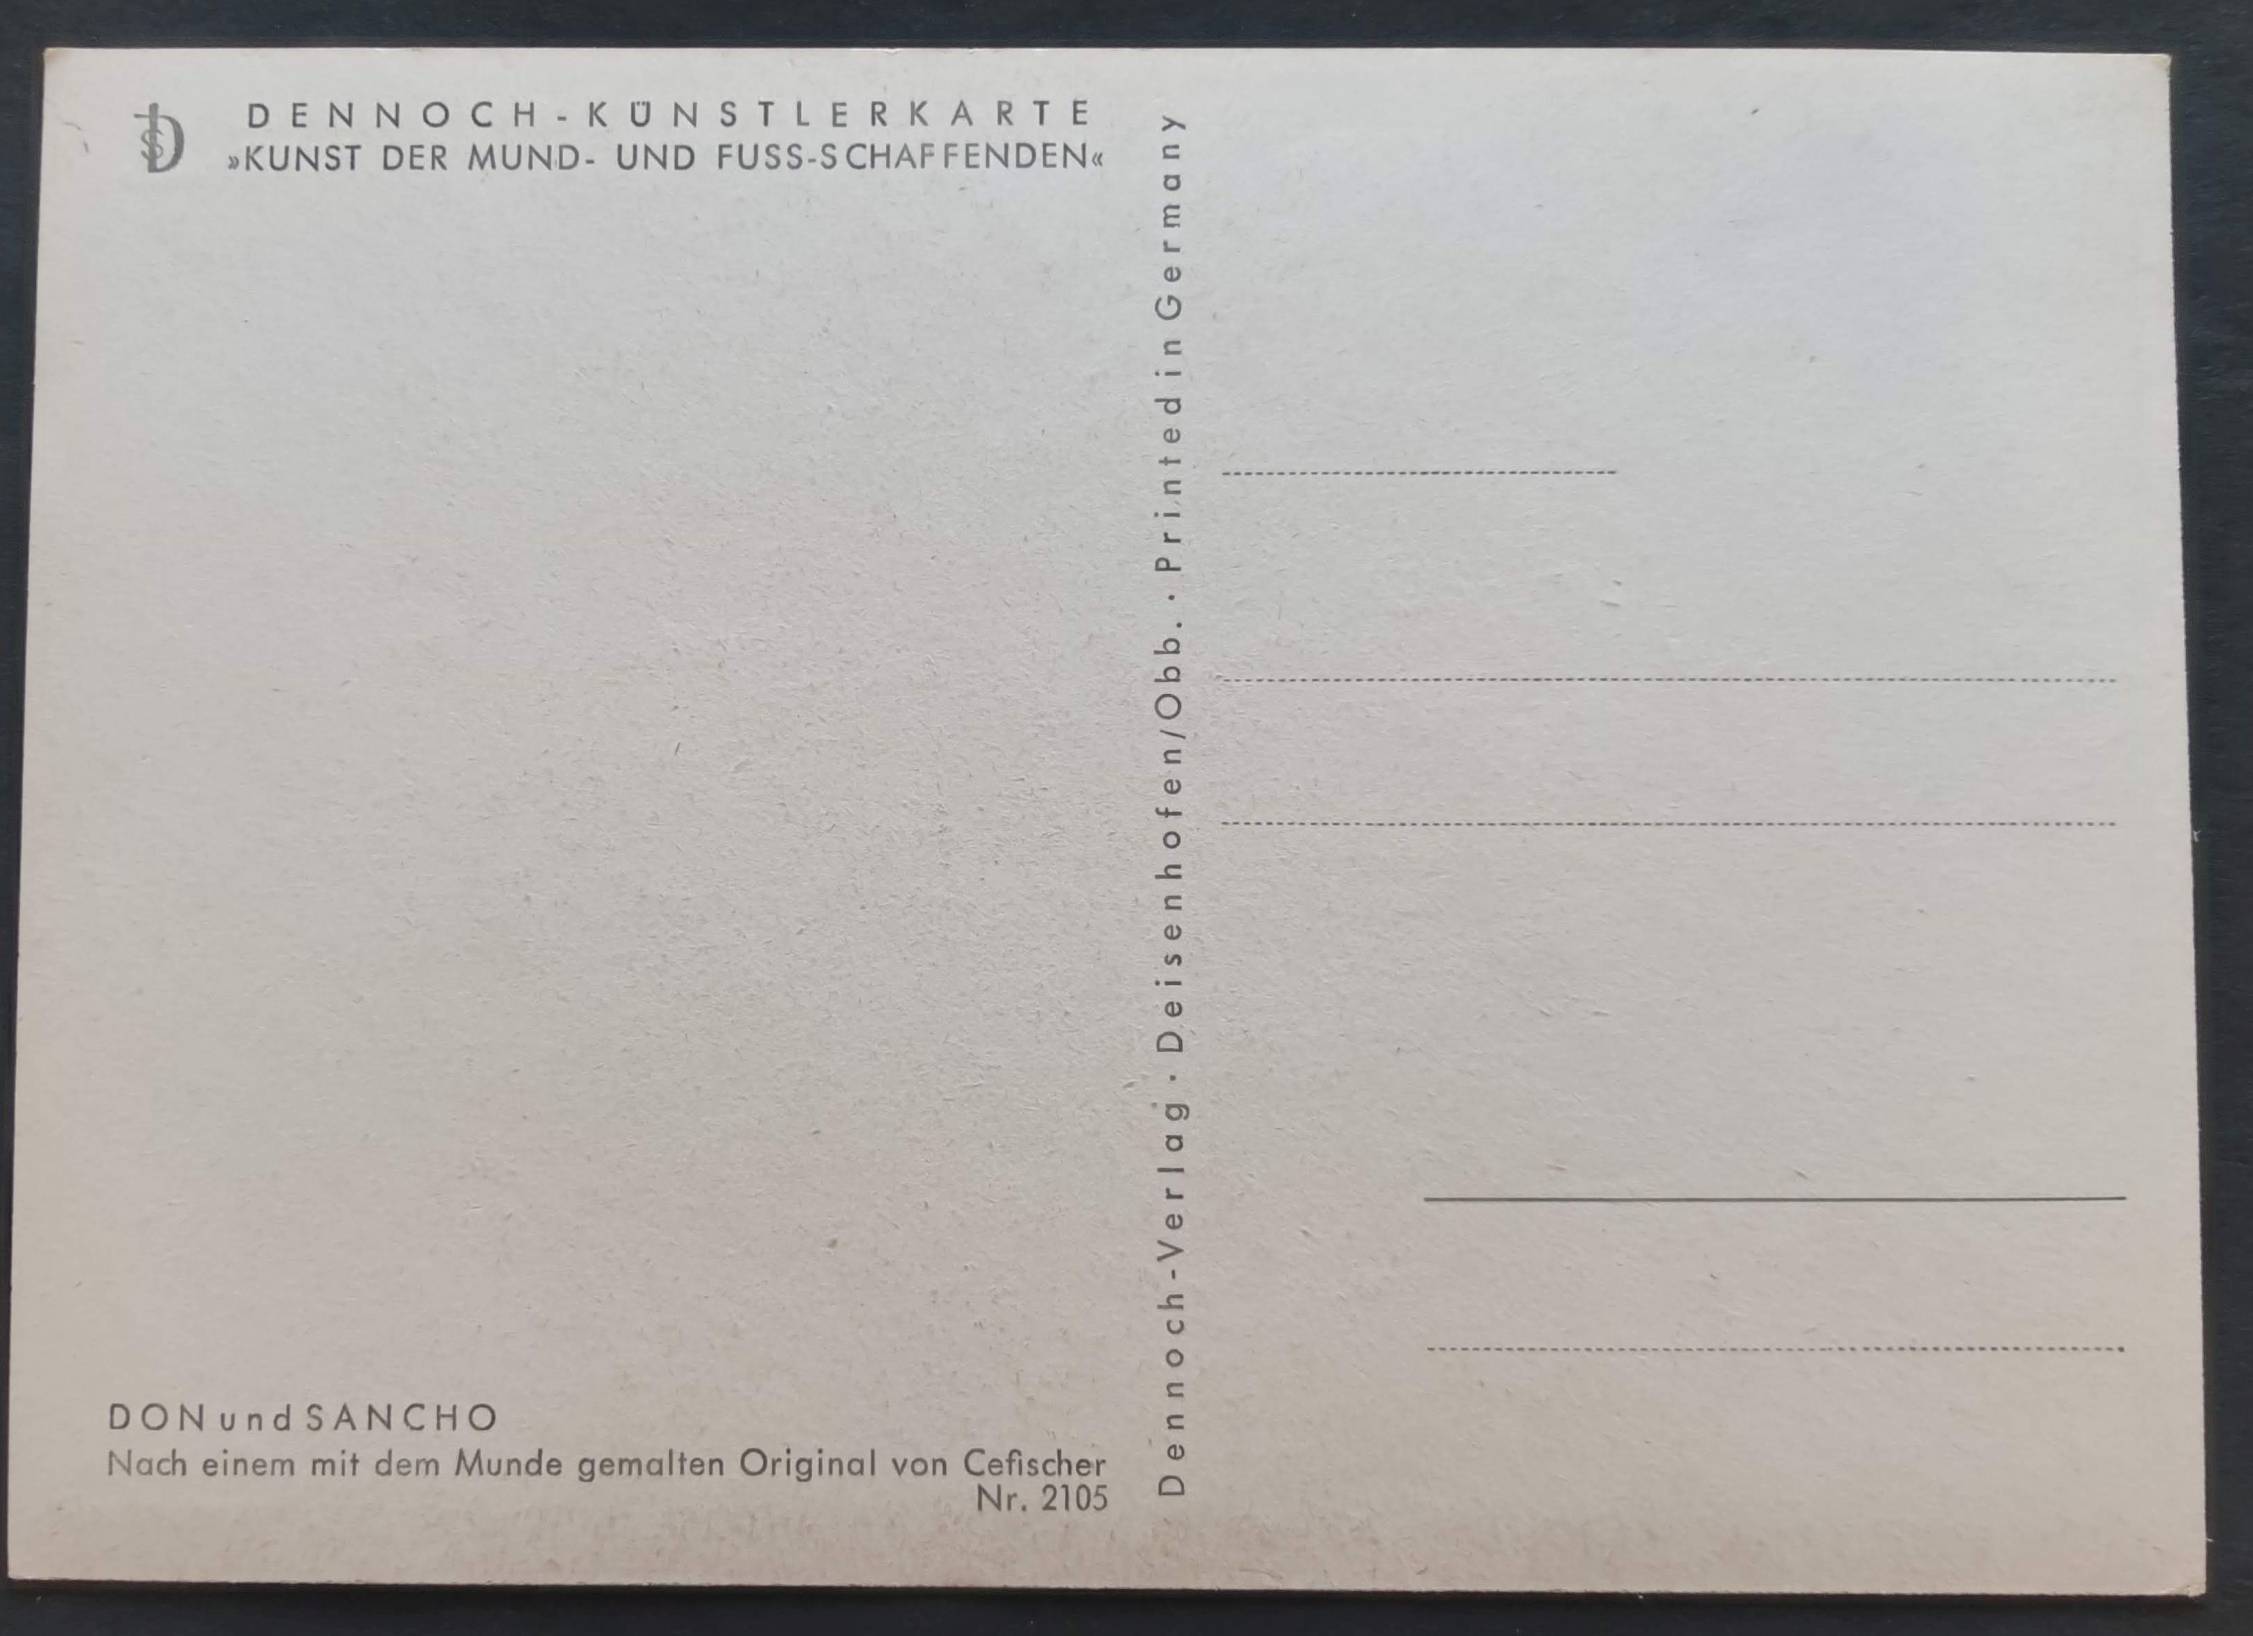 DENNOCH-KÜNSTLERKARTE
»KUNST DER MUND- UND FUSS-SCHAFFENDEN«
DON und SANCHO
Nach einem mit dem Munde gemalten Original von Cefischer
Nr. 2105
Dennoch-Verlag · Deisenhofen/Obb. · Printed in Germany